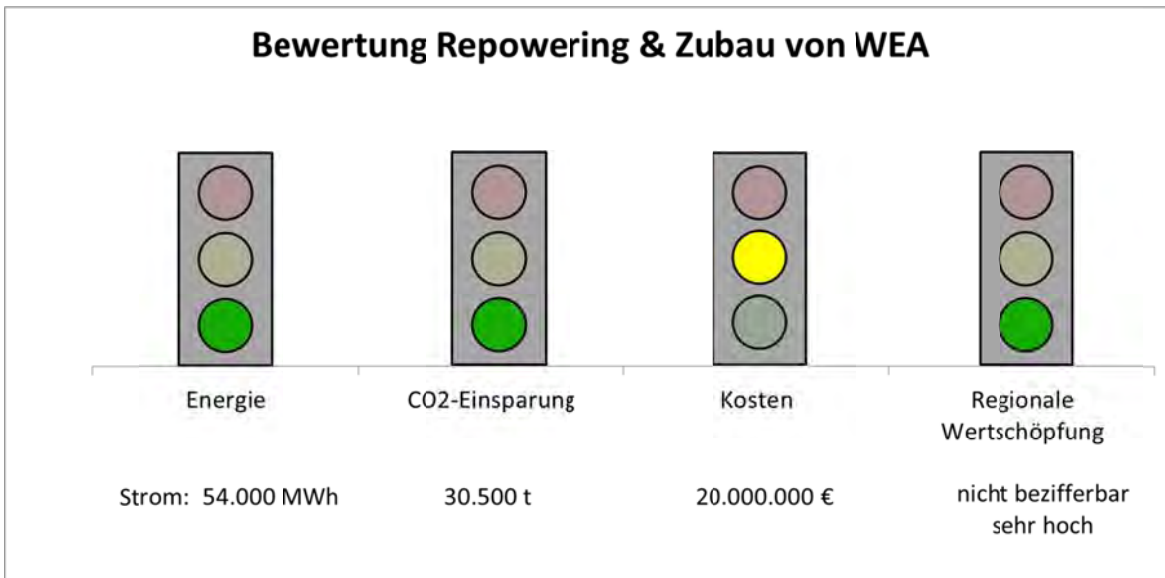 Bewertung Repowering & Zubau von WEA
Energie
CO2-Einsparung
Kosten
Regionale
Wertschöpfung
Strom: 54.000 MWh
30.500 t
20.000.000 €
nicht bezifferbar
sehr hoch